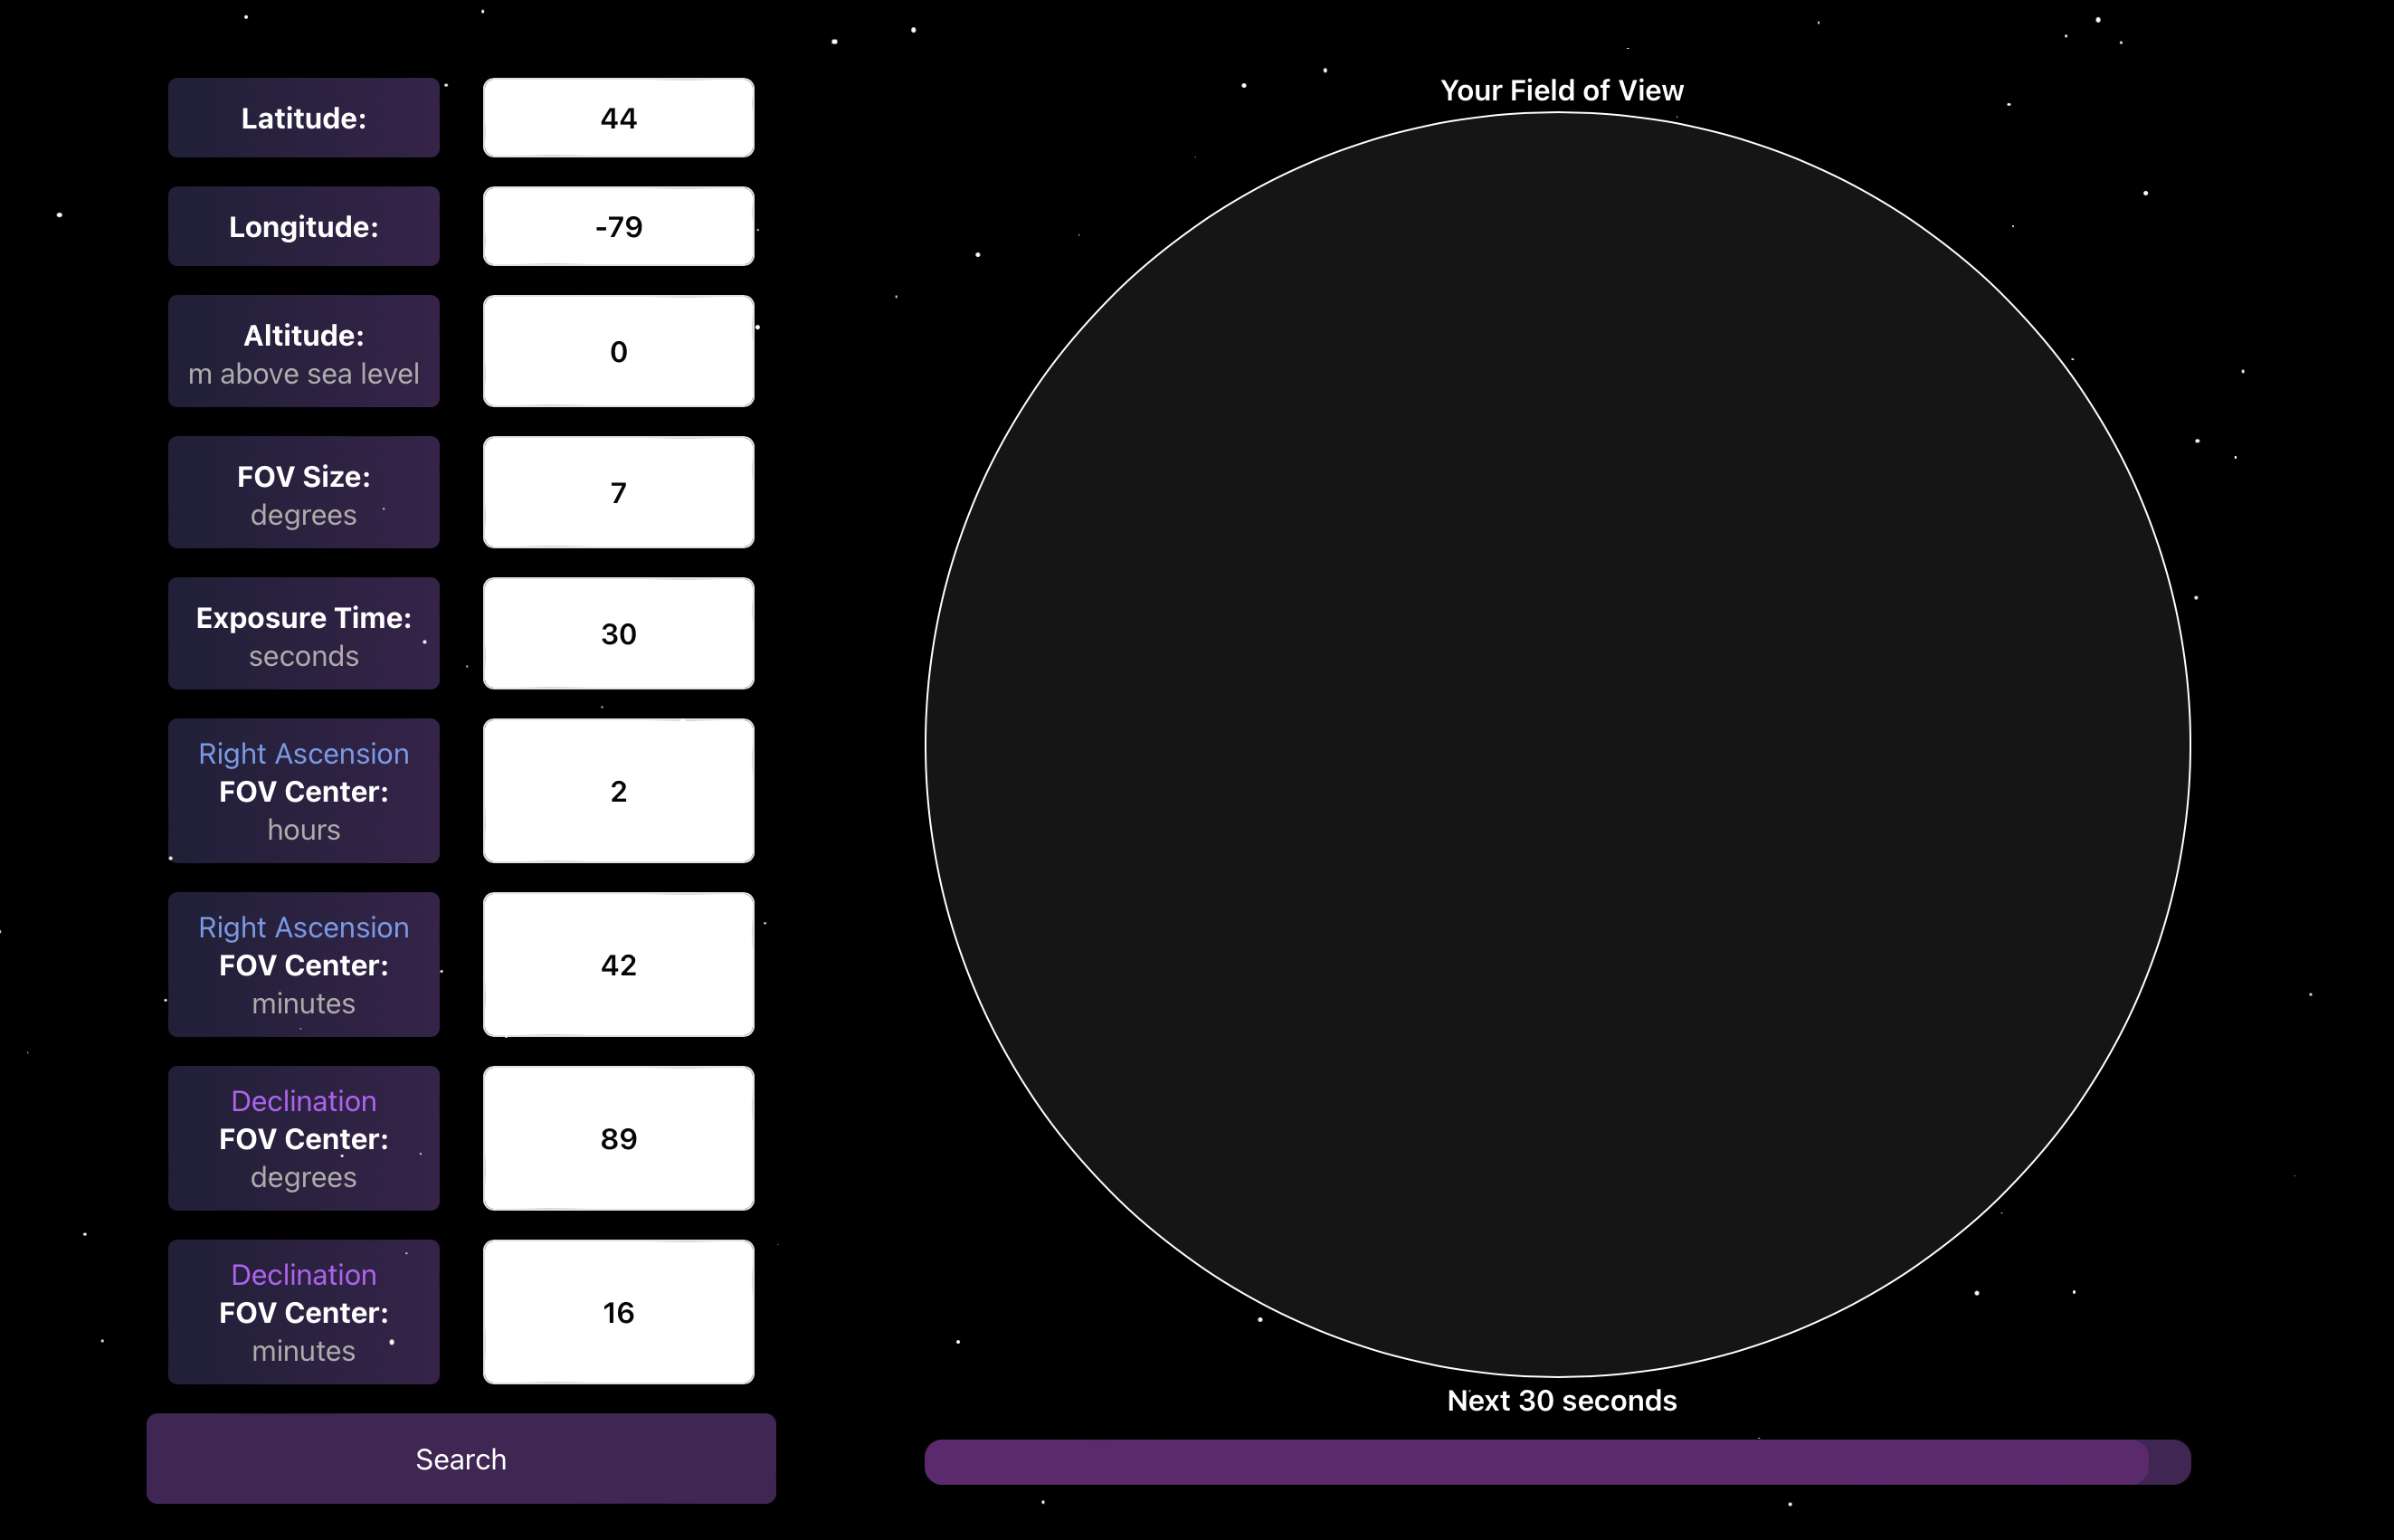 Latitude:
44
Longitude:
-79
Altitude:
m above sea level
0
FOV Size:
degrees
7
Exposure Time:
seconds
30
Right Ascension
FOV Center:
hours
2
Right Ascension
FOV Center:
minutes
42
Declination
FOV Center:
degrees
89
Declination
FOV Center:
minutes
16
Search
Your Field of View
Next 30 seconds